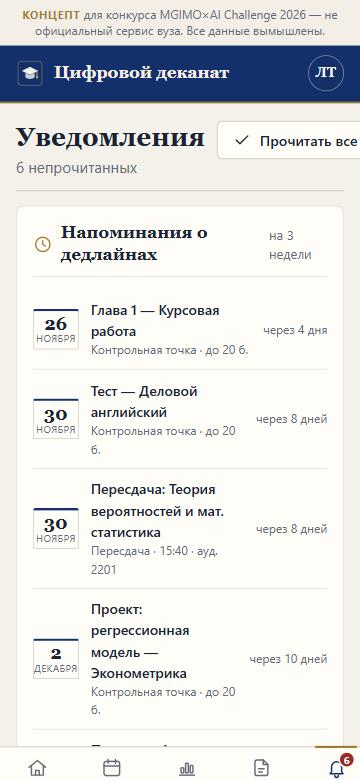 КОНЦЕПТ для конкурса MGIMO×AI Challenge 2026 — не
официальный сервис вуза. Все данные вымышлены.
Цифровой деканат
ЛТ
Уведомления
Прочитать все
6 непрочитанных
Напоминания о
дедлайнах
на 3
недели
26
НОЯБРЯ
Глава 1 — Курсовая
работа
Контрольная точка · до 20 б.
через 4 дня
30
НОЯБРЯ
Тест — Деловой
английский
Контрольная точка · до 20
б.
через 8 дней
30
НОЯБРЯ
Пересдача: Теория
вероятностей и мат.
статистика
Пересдача · 15:40 · ауд.
2201
через 8 дней
2
ДЕКАБРЯ
Проект:
регрессионная
модель —
Эконометрика
Контрольная точка · до 20
б.
через 10 дней
6